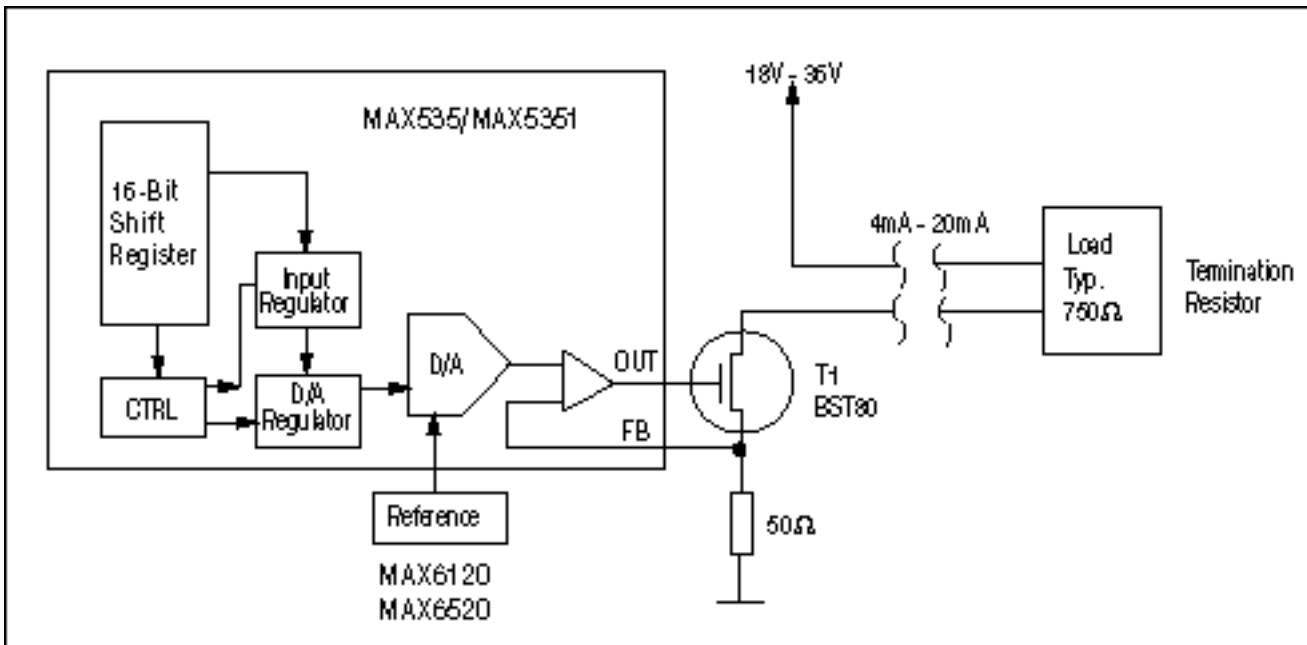 18V - 36V
MAX535/MAX5351
16-Bit
Shift
Register
4mA - 20mA
Load
Typ.
750Ω
Termination
Resistor
Input
Regulator
D/A
OUT
T1
BST80
CTRL
D/A
Regulator
FB
Reference
50Ω
MAX6120
MAX6520